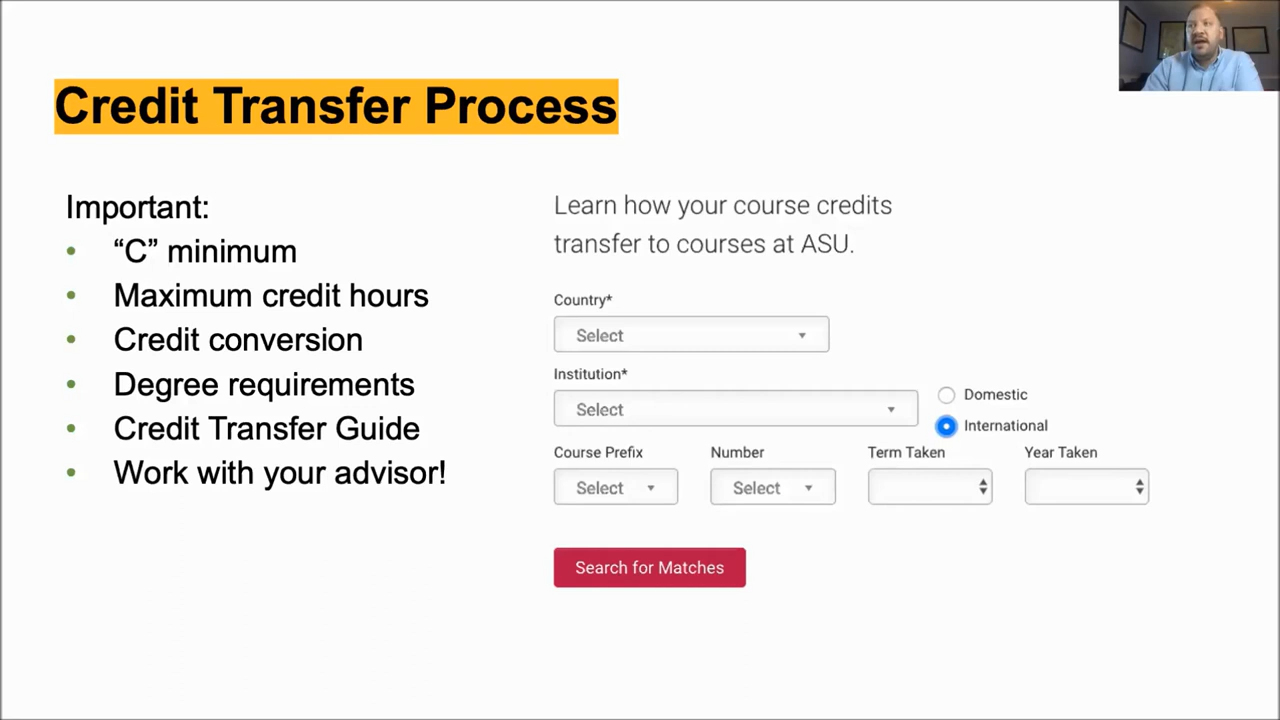 Credit Transfer Process
Important:
• “C” minimum
• Maximum credit hours
• Credit conversion
• Degree requirements
• Credit Transfer Guide
• Work with your advisor!
Learn how your course credits
transfer to courses at ASU.
Country*
Select
Institution*
Select
Domestic
International
Course Prefix Number Term Taken Year Taken
Select Select
Search for Matches